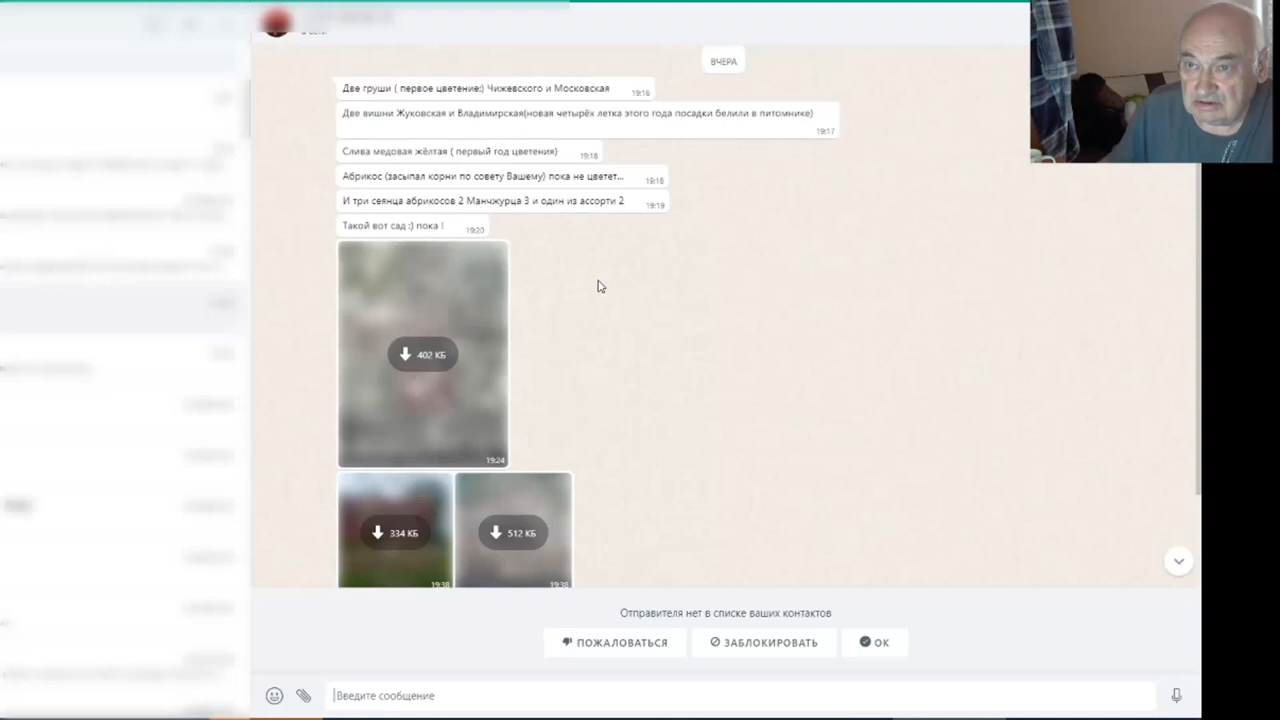 ВЧЕРА
Две груши ( первое цветение:) Чижевского и Московская
19:16
Две вишни Жуковская и Владимирская(новая четырёх летка этого года посадки белили в питомнике)
19:17
Слива медовая жёлтая ( первый год цветения)
19:18
Абрикос (засыпал корни по совету Вашему) пока не цветет...
19:18
И три сеянца абрикосов 2 Манчжурца 3 и один из ассорти 2
19:19
Такой вот сад :) пока !
19:20
402 КБ
19:24
334 КБ
512 КБ
19:38
19:38
Отправителя нет в списке ваших контактов
ПОЖАЛОВАТЬСЯ
ЗАБЛОКИРОВАТЬ
ОК
Введите сообщение